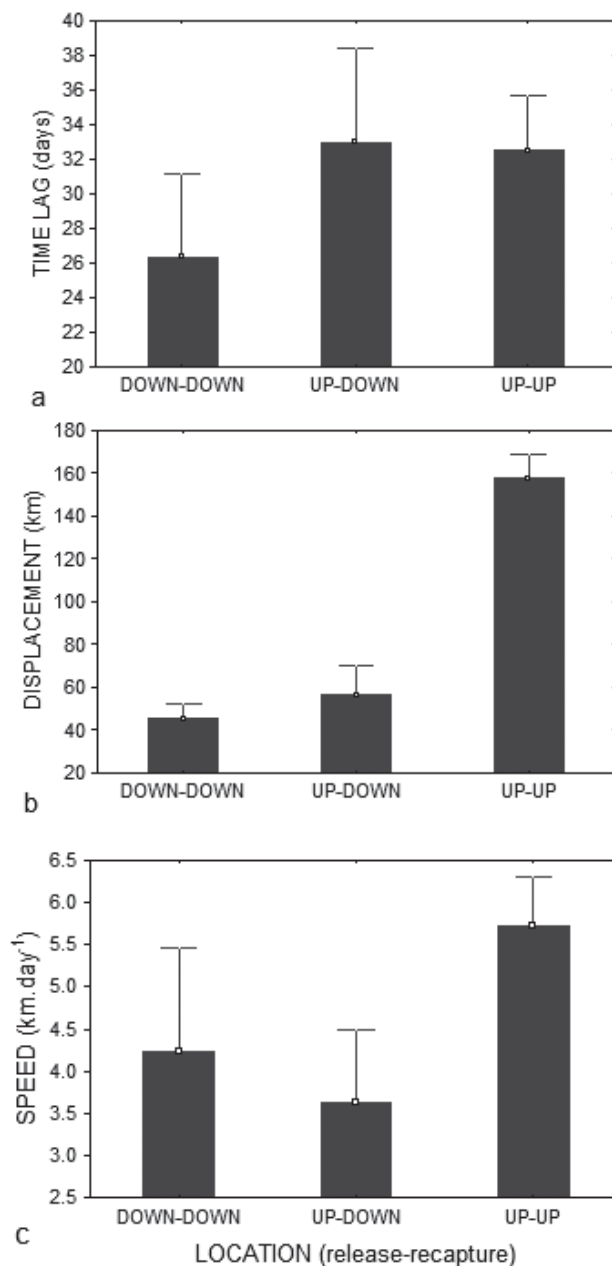 40
38
36
34
32
30
28
26
24
22
20
TIME LAG (days)
DOWN-DOWN UP-DOWN UP-UP
a
180
160
140
120
100
80
60
40
20
DISPLACEMENT (km)
DOWN-DOWN UP-DOWN UP-UP
b
6.5
6.0
5.5
5.0
4.5
4.0
3.5
3.0
2.5
SPEED (km.day⁻¹)
DOWN-DOWN UP-DOWN UP-UP
c
LOCATION (release-recapture)